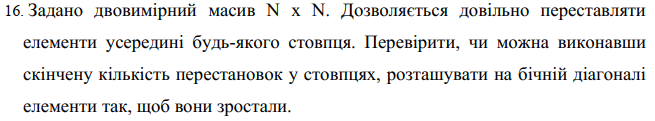 16. Задано двовимірний масив N x N. Дозволяється довільно переставляти
елементи усередині будь-якого стовпця. Перевірити, чи можна виконавши
скінчену кількість перестановок у стовпцях, розташувати на бічній діагоналі
елементи так, щоб вони зростали.